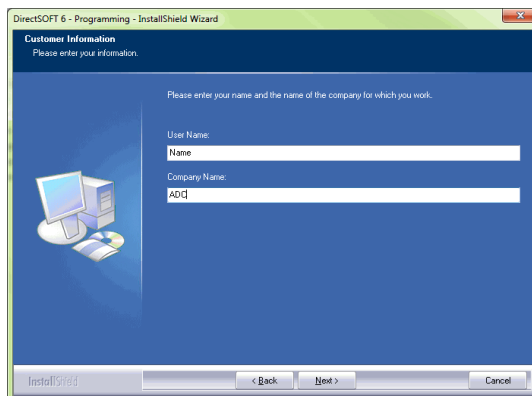 DirectSOFT 6 - Programming - InstallShield Wizard
Customer Information
Please enter your information.
Please enter your name and the name of the company for which you work.
User Name:
Name
Company Name:
ADC
InstallShield
< Back
Next >
Cancel